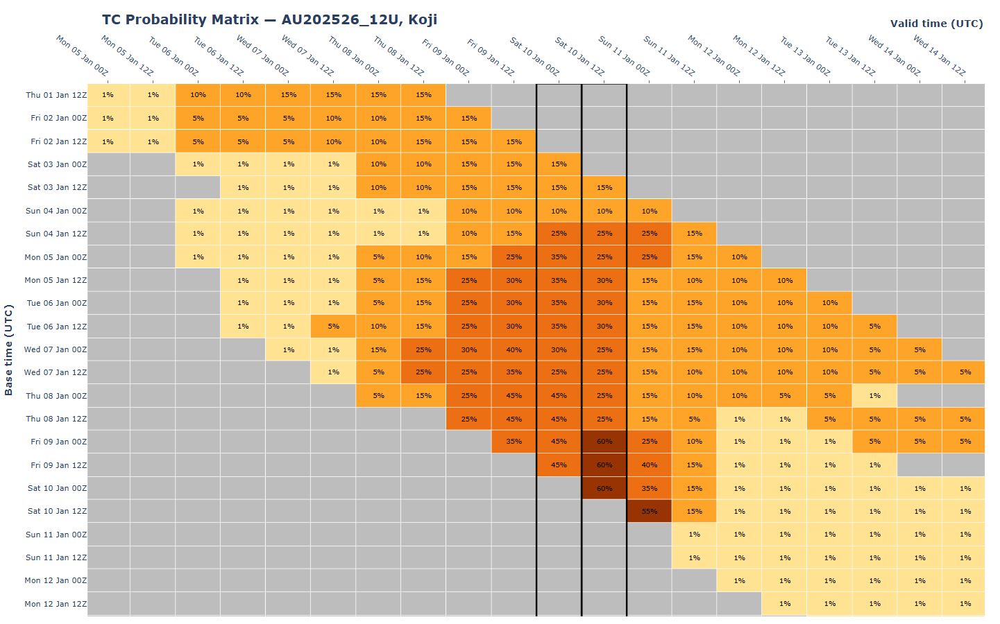 TC Probability Matrix — AU202526_12U, Koji
Valid time (UTC)
Mon 05 Jan 00Z
Mon 05 Jan 12Z
Tue 06 Jan 00Z
Tue 06 Jan 12Z
Wed 07 Jan 00Z
Wed 07 Jan 12Z
Thu 08 Jan 00Z
Thu 08 Jan 12Z
Fri 09 Jan 00Z
Fri 09 Jan 12Z
Sat 10 Jan 00Z
Sat 10 Jan 12Z
Sun 11 Jan 00Z
Sun 11 Jan 12Z
Mon 12 Jan 00Z
Mon 12 Jan 12Z
Tue 13 Jan 00Z
Tue 13 Jan 12Z
Wed 14 Jan 00Z
Wed 14 Jan 12Z
Base time (UTC)
Thu 01 Jan 12Z 1% 1% 10% 10% 15% 15% 15% 15%
Fri 02 Jan 00Z 1% 1% 5% 5% 5% 10% 10% 15% 15%
Fri 02 Jan 12Z 1% 1% 5% 5% 5% 10% 10% 15% 15% 15%
Sat 03 Jan 00Z 1% 1% 1% 1% 10% 10% 15% 15% 15%
Sat 03 Jan 12Z 1% 1% 1% 10% 10% 15% 15% 15% 15%
Sun 04 Jan 00Z 1% 1% 1% 1% 1% 1% 10% 10% 10% 10% 10%
Sun 04 Jan 12Z 1% 1% 1% 1% 1% 1% 10% 15% 25% 25% 25% 15%
Mon 05 Jan 00Z 1% 1% 1% 1% 5% 10% 15% 25% 35% 25% 25% 15% 10%
Mon 05 Jan 12Z 1% 1% 1% 5% 15% 25% 30% 35% 30% 15% 10% 10% 10%
Tue 06 Jan 00Z 1% 1% 1% 5% 15% 25% 30% 35% 30% 15% 15% 10% 10% 10%
Tue 06 Jan 12Z 1% 1% 5% 10% 15% 25% 30% 35% 30% 15% 15% 10% 10% 10% 5%
Wed 07 Jan 00Z 1% 1% 15% 25% 30% 40% 30% 25% 15% 15% 10% 10% 10% 5% 5%
Wed 07 Jan 12Z 1% 5% 25% 25% 35% 25% 25% 15% 10% 10% 10% 10% 5% 5% 5%
Thu 08 Jan 00Z 5% 15% 25% 45% 45% 25% 15% 10% 10% 5% 5% 1%
Thu 08 Jan 12Z 25% 45% 45% 25% 15% 5% 1% 1% 5% 5% 5% 5%
Fri 09 Jan 00Z 35% 45% 60% 25% 10% 1% 1% 1% 5% 5% 5%
Fri 09 Jan 12Z 45% 60% 40% 15% 1% 1% 1% 1%
Sat 10 Jan 00Z 60% 35% 15% 1% 1% 1% 1% 1% 1%
Sat 10 Jan 12Z 55% 15% 1% 1% 1% 1% 1% 1%
Sun 11 Jan 00Z 1% 1% 1% 1% 1% 1% 1%
Sun 11 Jan 12Z 1% 1% 1% 1% 1% 1% 1%
Mon 12 Jan 00Z 1% 1% 1% 1% 1% 1%
Mon 12 Jan 12Z 1% 1% 1% 1% 1%